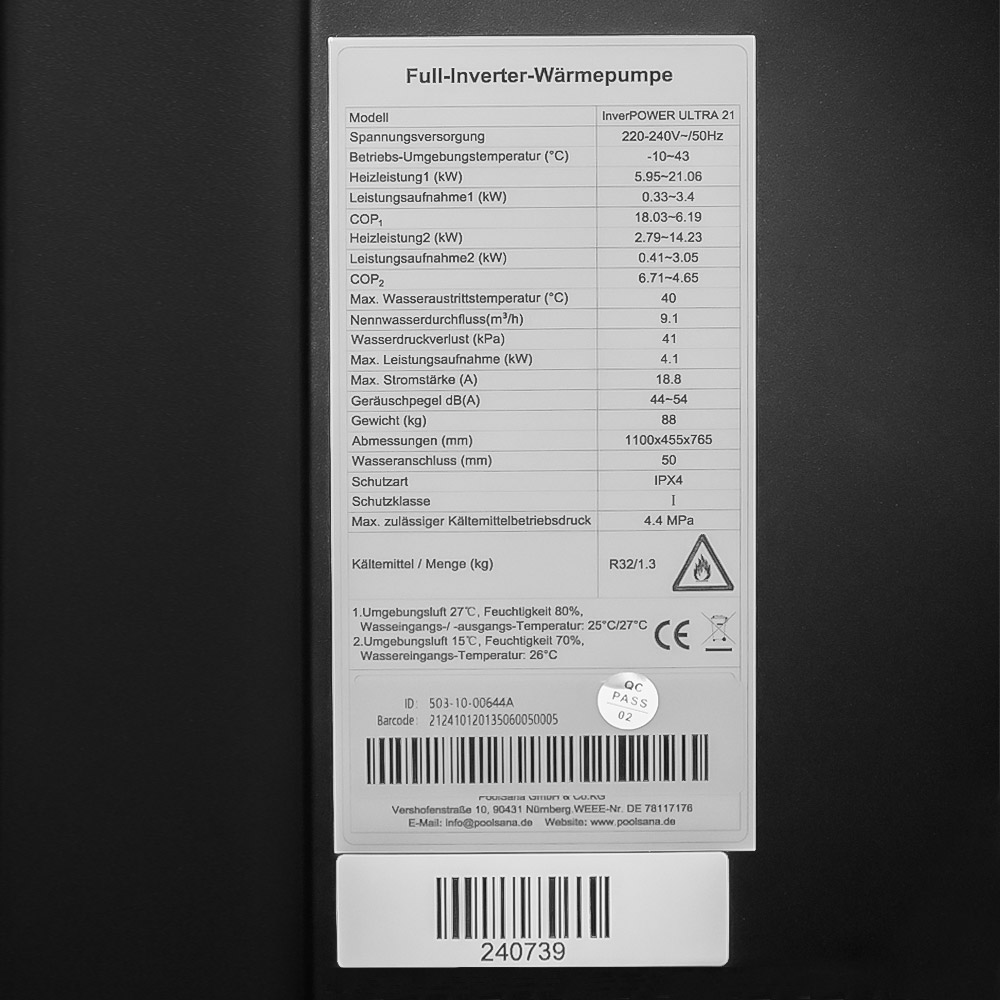 Full-Inverter-Wärmepumpe
Modell InverPOWER ULTRA 21
Spannungsversorgung 220-240V~/50Hz
Betriebs-Umgebungstemperatur (°C) -10~43
Heizleistung1 (kW) 5.95~21.06
Leistungsaufnahme1 (kW) 0.33~3.4
COP₁ 18.03~6.19
Heizleistung2 (kW) 2.79~14.23
Leistungsaufnahme2 (kW) 0.41~3.05
COP₂ 6.71~4.65
Max. Wasseraustrittstemperatur (°C) 40
Nennwasserdurchfluss(m³/h) 9.1
Wasserdruckverlust (kPa) 41
Max. Leistungsaufnahme (kW) 4.1
Max. Stromstärke (A) 18.8
Geräuschpegel dB(A) 44~54
Gewicht (kg) 88
Abmessungen (mm) 1100x455x765
Wasseranschluss (mm) 50
Schutzart IPX4
Schutzklasse I
Max. zulässiger Kältemittelbetriebsdruck 4.4 MPa
Kältemittel / Menge (kg) R32/1.3
1.Umgebungsluft 27℃, Feuchtigkeit 80%,
Wasseingangs-/ -ausgangs-Temperatur: 25°C/27°C
2.Umgebungsluft 15℃, Feuchtigkeit 70%,
Wassereingangs-Temperatur: 26°C
CE
QC
PASS
02
ID: 503-10-00644A
Barcode: 212410120135060050005
PoolSana GmbH & Co.KG
Vershofenstraße 10, 90431 Nürnberg.WEEE-Nr. DE 78117176
E-Mail: info@poolsana.de Website: www.poolsana.de
240739